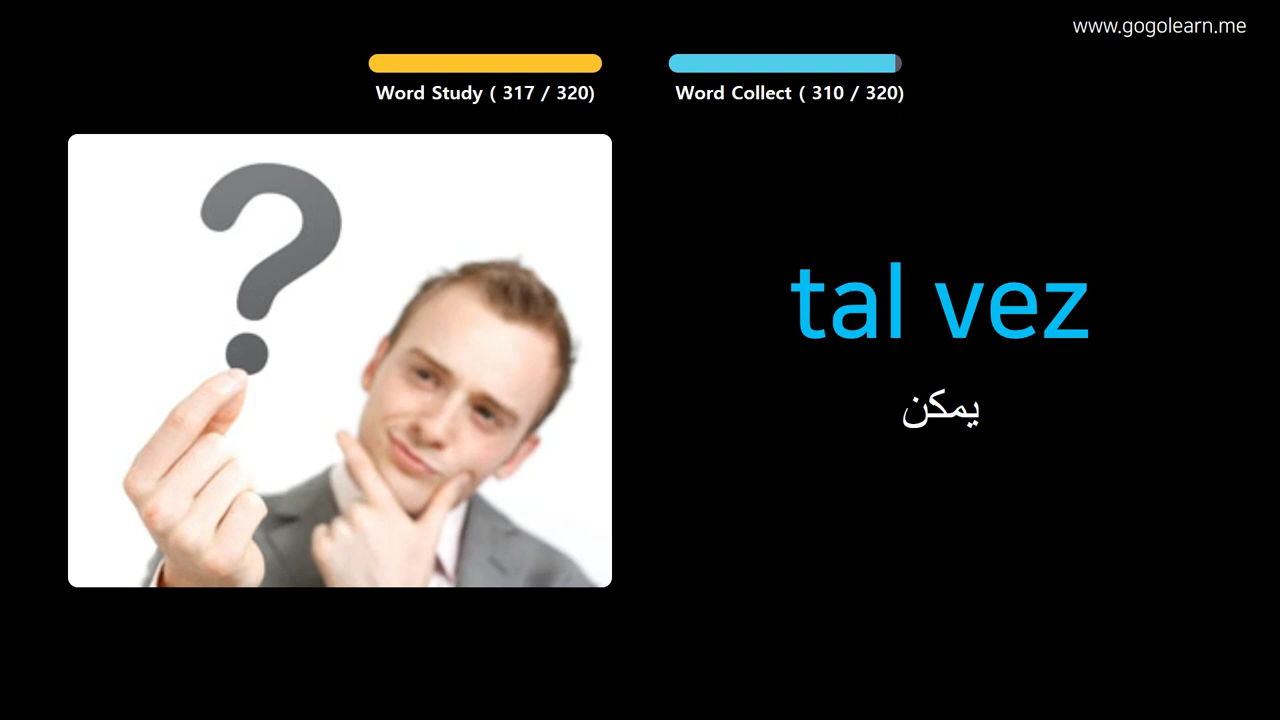 www.gogolearn.me
Word Study ( 317 / 320)
Word Collect ( 310 / 320)
?
tal vez
يمكن